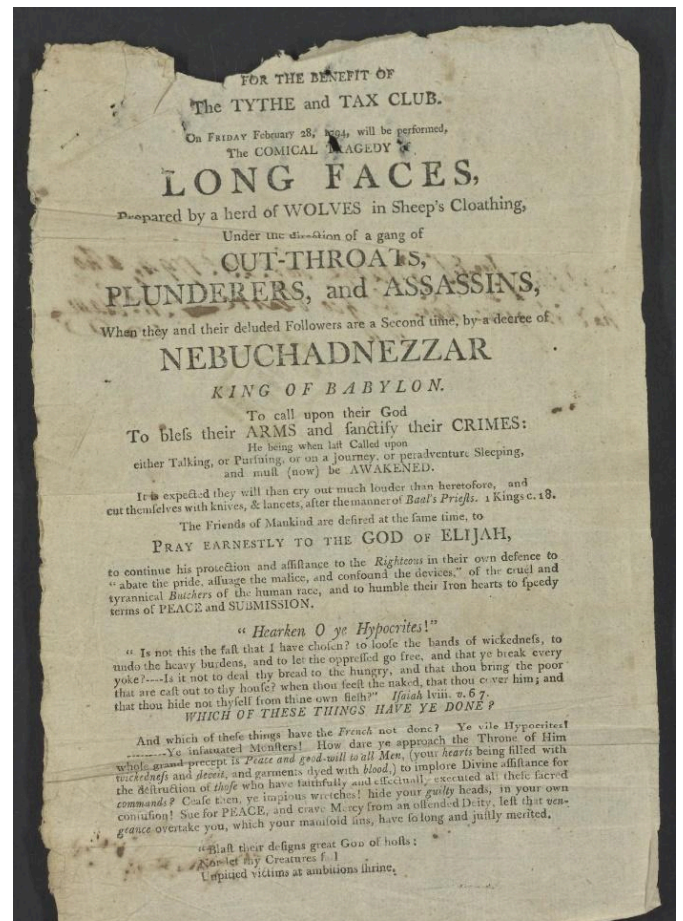 FOR THE BENEFIT OF
The TYTHE and TAX CLUB.
On FRIDAY February 28, 1794, will be performed,
The COMICAL TRAGEDY of
LONG FACES,
Prepared by a herd of WOLVES in Sheep's Cloathing,
Under the direction of a gang of
CUT-THROATS,
PLUNDERERS, and ASSASSINS,
When they and their deluded Followers are a Second time, by a decree of
NEBUCHADNEZZAR
KING OF BABYLON.
To call upon their God
To bleſs their ARMS and ſanctify their CRIMES:
He being when laſt Called upon
either Talking, or Purſuing, or on a journey, or peradventure Sleeping,
and muſt (now) be AWAKENED.
It is expected they will then cry out much louder than heretofore, and
cut themſelves with knives, & lancets, after the manner of Baal's Prieſts. 1 Kings c. 18.
The Friends of Mankind are deſired at the ſame time, to
PRAY EARNESTLY TO THE GOD OF ELIJAH,
to continue his protection and aſſiſtance to the Righteous in their own defence to
"abate the pride, aſſuage the malice, and confound the devices," of the cruel and
tyrannical Butchers of the human race, and to humble their Iron hearts to ſpeedy
terms of PEACE and SUBMISSION.
"Hearken O ye Hypocrites!"
"Is not this the faſt that I have choſen? to looſe the bands of wickedneſs, to
undo the heavy burdens, and to let the oppreſſed go free, and that ye break every
yoke?----Is it not to deal thy bread to the hungry, and that thou bring the poor
that are caſt out to thy houſe? when thou ſeeſt the naked, that thou cover him; and
that thou hide not thyſelf from thine own fleſh?" Iſaiah lviii. v. 6 7.
WHICH OF THESE THINGS HAVE YE DONE?
And which of theſe things have the French not done? Ye vile Hypocrites!
--------Ye infatuated Monſters! How dare ye approach the Throne of Him
whole grand precept is Peace and good-will to all Men, (your hearts being filled with
wickedneſs and deceit, and garments dyed with blood,) to implore Divine aſſiſtance for
the deſtruction of thoſe who have faithfully and effectually executed all theſe ſacred
commands? Ceaſe then, ye impious wretches! hide your guilty heads, in your own
confuſion! Sue for PEACE, and crave Mercy from an offended Deity, leſt that ven-
geance overtake you, which your manifold ſins, have ſo long and juſtly merited.
"Blaſt their deſigns great GOD of hoſts;
Nor let thy Creatures
Unpitied victims at ambitions ſhrine.